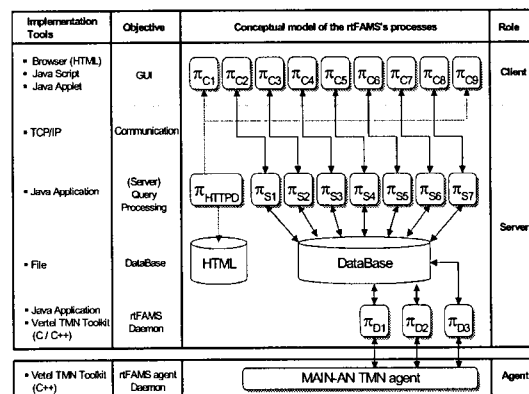 Implementation Tools
Objective
Conceptual model of the rtFAMS's processes
Role
▪ Browser (HTML)
▪ Java Script
▪ Java Applet
GUI
πC1 πC2 πC3 πC4 πC5 πC6 πC7 πC8 πC9
Client
▪ TCP/IP
Communication
▪ Java Application
(Server)
Query
Processing
πHTTPD πS1 πS2 πS3 πS4 πS5 πS6 πS7
Server
▪ File
DataBase
HTML
DataBase
▪ Java Application
▪ Vertel TMN Toolkit
(C / C++)
rtFAMS
Daemon
πD1 πD2 πD3
▪ Vetel TMN Toolkit
(C++)
rtFAMS agent
Daemon
MAIN-AN TMN agent
Agent